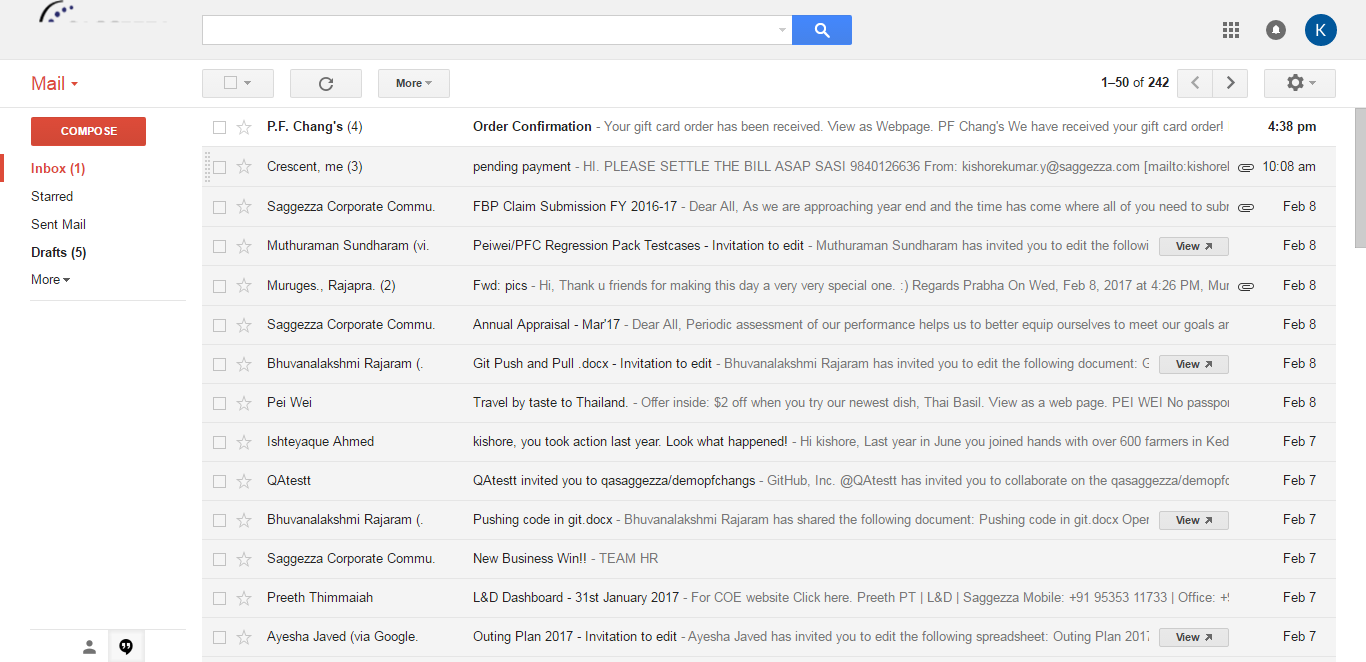 K
Mail
More
1–50 of 242
COMPOSE
Inbox (1)
Starred
Sent Mail
Drafts (5)
More
P.F. Chang's (4) Order Confirmation - Your gift card order has been received. View as Webpage. PF Chang's We have received your gift card order! 4:38 pm
Crescent, me (3) pending payment - HI. PLEASE SETTLE THE BILL ASAP SASI 9840126636 From: kishorekumar.y@saggezza.com [mailto:kishorel 10:08 am
Saggezza Corporate Commu. FBP Claim Submission FY 2016-17 - Dear All, As we are approaching year end and the time has come where all of you need to subr Feb 8
Muthuraman Sundharam (vi. Peiwei/PFC Regression Pack Testcases - Invitation to edit - Muthuraman Sundharam has invited you to edit the followi View Feb 8
Muruges., Rajapra. (2) Fwd: pics - Hi, Thank u friends for making this day a very very special one. :) Regards Prabha On Wed, Feb 8, 2017 at 4:26 PM, Mur Feb 8
Saggezza Corporate Commu. Annual Appraisal - Mar'17 - Dear All, Periodic assessment of our performance helps us to better equip ourselves to meet our goals ar Feb 8
Bhuvanalakshmi Rajaram (. Git Push and Pull .docx - Invitation to edit - Bhuvanalakshmi Rajaram has invited you to edit the following document: G View Feb 8
Pei Wei Travel by taste to Thailand. - Offer inside: $2 off when you try our newest dish, Thai Basil. View as a web page. PEI WEI No passpor Feb 8
Ishteyaque Ahmed kishore, you took action last year. Look what happened! - Hi kishore, Last year in June you joined hands with over 600 farmers in Ked Feb 7
QAtestt QAtestt invited you to qasaggezza/demopfchangs - GitHub, Inc. @QAtestt has invited you to collaborate on the qasaggezza/demopfc Feb 7
Bhuvanalakshmi Rajaram (. Pushing code in git.docx - Bhuvanalakshmi Rajaram has shared the following document: Pushing code in git.docx Open View Feb 7
Saggezza Corporate Commu. New Business Win!! - TEAM HR Feb 7
Preeth Thimmaiah L&D Dashboard - 31st January 2017 - For COE website Click here. Preeth PT | L&D | Saggezza Mobile: +91 95353 11733 | Office: +9 Feb 7
Ayesha Javed (via Google. Outing Plan 2017 - Invitation to edit - Ayesha Javed has invited you to edit the following spreadsheet: Outing Plan 2017 View Feb 7